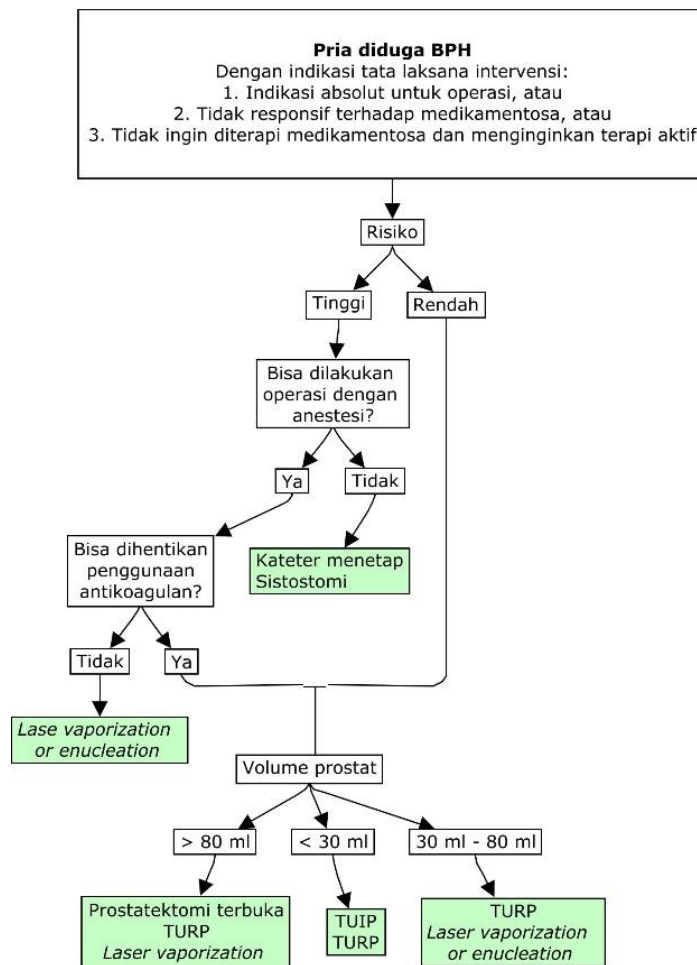 Pria diduga BPH
Dengan indikasi tata laksana intervensi:
1. Indikasi absolut untuk operasi, atau
2. Tidak responsif terhadap medikamentosa, atau
3. Tidak ingin diterapi medikamentosa dan menginginkan terapi aktif
Risiko
Tinggi
Rendah
Bisa dilakukan
operasi dengan
anestesi?
Ya
Tidak
Bisa dihentikan
penggunaan
antikoagulan?
Kateter menetap
Sistostomi
Tidak
Ya
Lase vaporization
or enucleation
Volume prostat
> 80 ml
< 30 ml
30 ml - 80 ml
Prostatektomi terbuka
TURP
Laser vaporization
TUIP
TURP
TURP
Laser vaporization
or enucleation